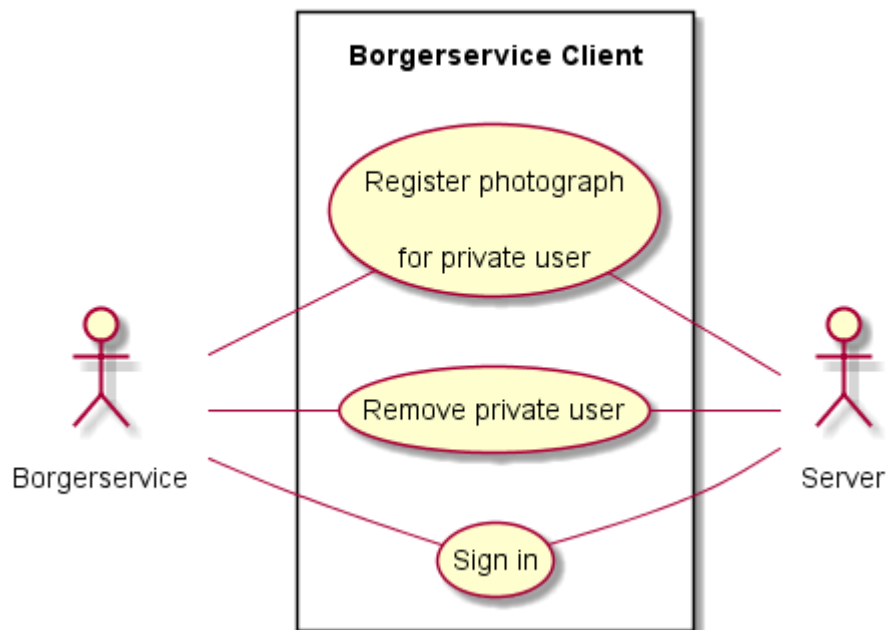 Borgerservice Client
Register photograph
for private user
Remove private user
Borgerservice
Server
Sign in